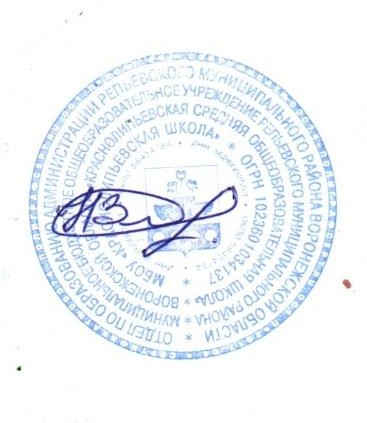 ОТДЕЛ ПО ОБРАЗОВАНИЮ АДМИНИСТРАЦИИ РЕПЬЕВСКОГО МУНИЦИПАЛЬНОГО РАЙОНА ВОРОНЕЖСКОЙ ОБЛАСТИ *
МУНИЦИПАЛЬНОЕ БЮДЖЕТНОЕ ОБЩЕОБРАЗОВАТЕЛЬНОЕ УЧРЕЖДЕНИЕ РЕПЬЕВСКОГО МУНИЦИПАЛЬНОГО РАЙОНА *
ВОРОНЕЖСКОЙ ОБЛАСТИ «КРАСНОЛИПЬЕВСКАЯ СРЕДНЯЯ ОБЩЕОБРАЗОВАТЕЛЬНАЯ ШКОЛА» *
МБОУ «КРАСНОЛИПЬЕВСКАЯ ШКОЛА» * ОГРН 1023601034137 *